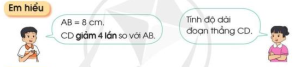 Em hiểu
AB = 8 cm.
CD giảm 4 lần so với AB.
Tính độ dài
đoạn thẳng CD.